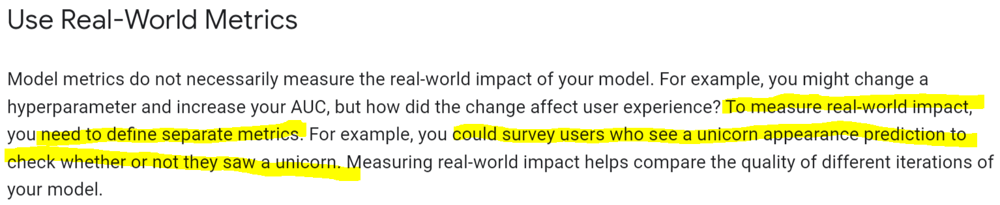 Use Real-World Metrics
Model metrics do not necessarily measure the real-world impact of your model. For example, you might change a
hyperparameter and increase your AUC, but how did the change affect user experience? To measure real-world impact,
you need to define separate metrics. For example, you could survey users who see a unicorn appearance prediction to
check whether or not they saw a unicorn. Measuring real-world impact helps compare the quality of different iterations of
your model.